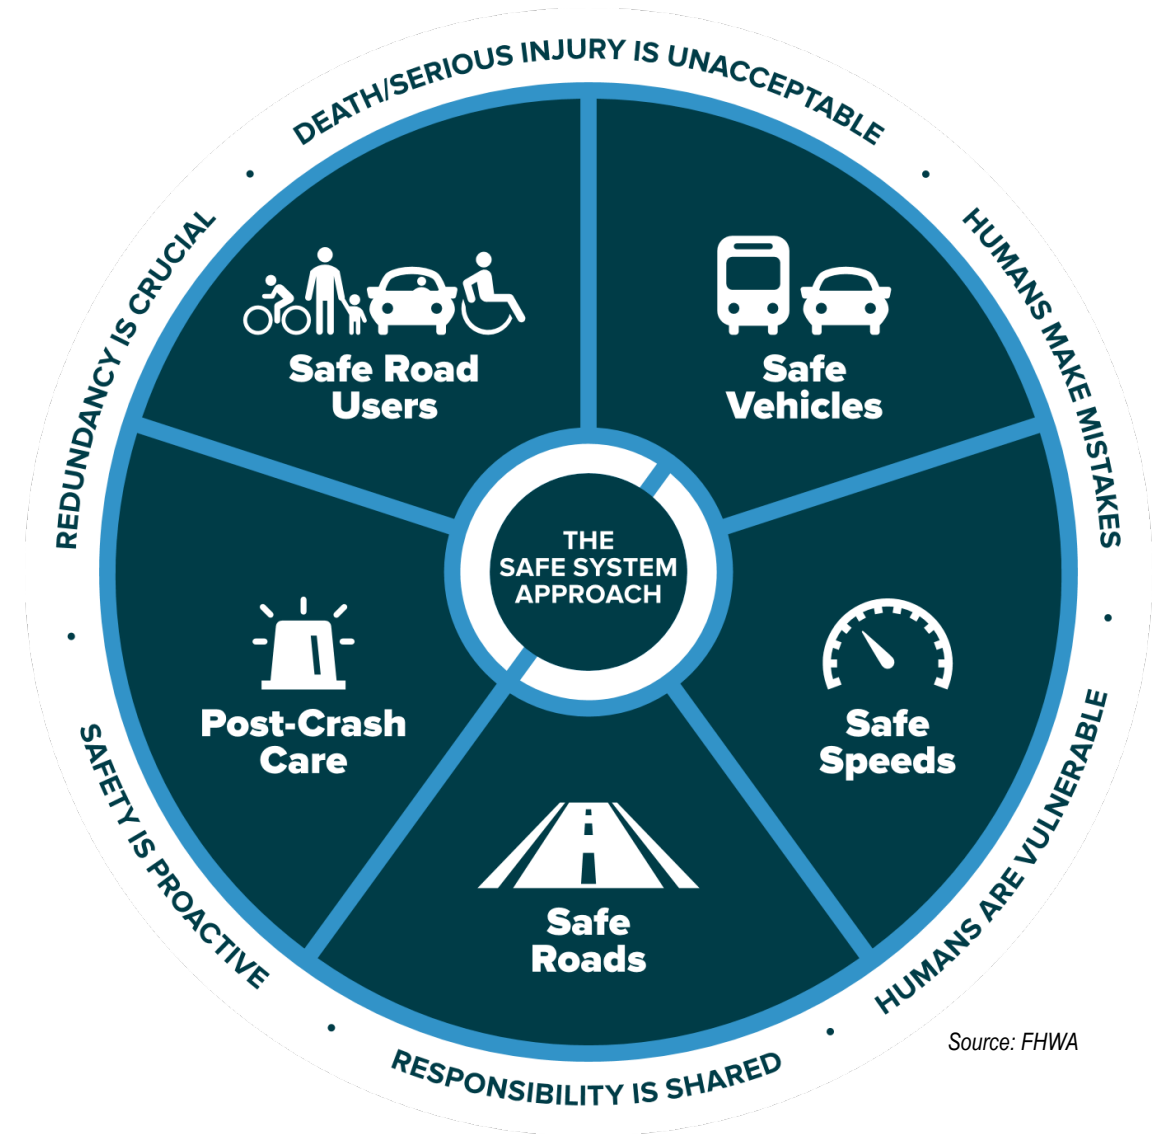 DEATH/SERIOUS INJURY IS UNACCEPTABLE
HUMANS MAKE MISTAKES
HUMANS ARE VULNERABLE
RESPONSIBILITY IS SHARED
SAFETY IS PROACTIVE
REDUNDANCY IS CRUCIAL
Safe Road
Users
Safe
Vehicles
THE
SAFE SYSTEM
APPROACH
Post-Crash
Care
Safe
Speeds
Safe
Roads
Source: FHWA